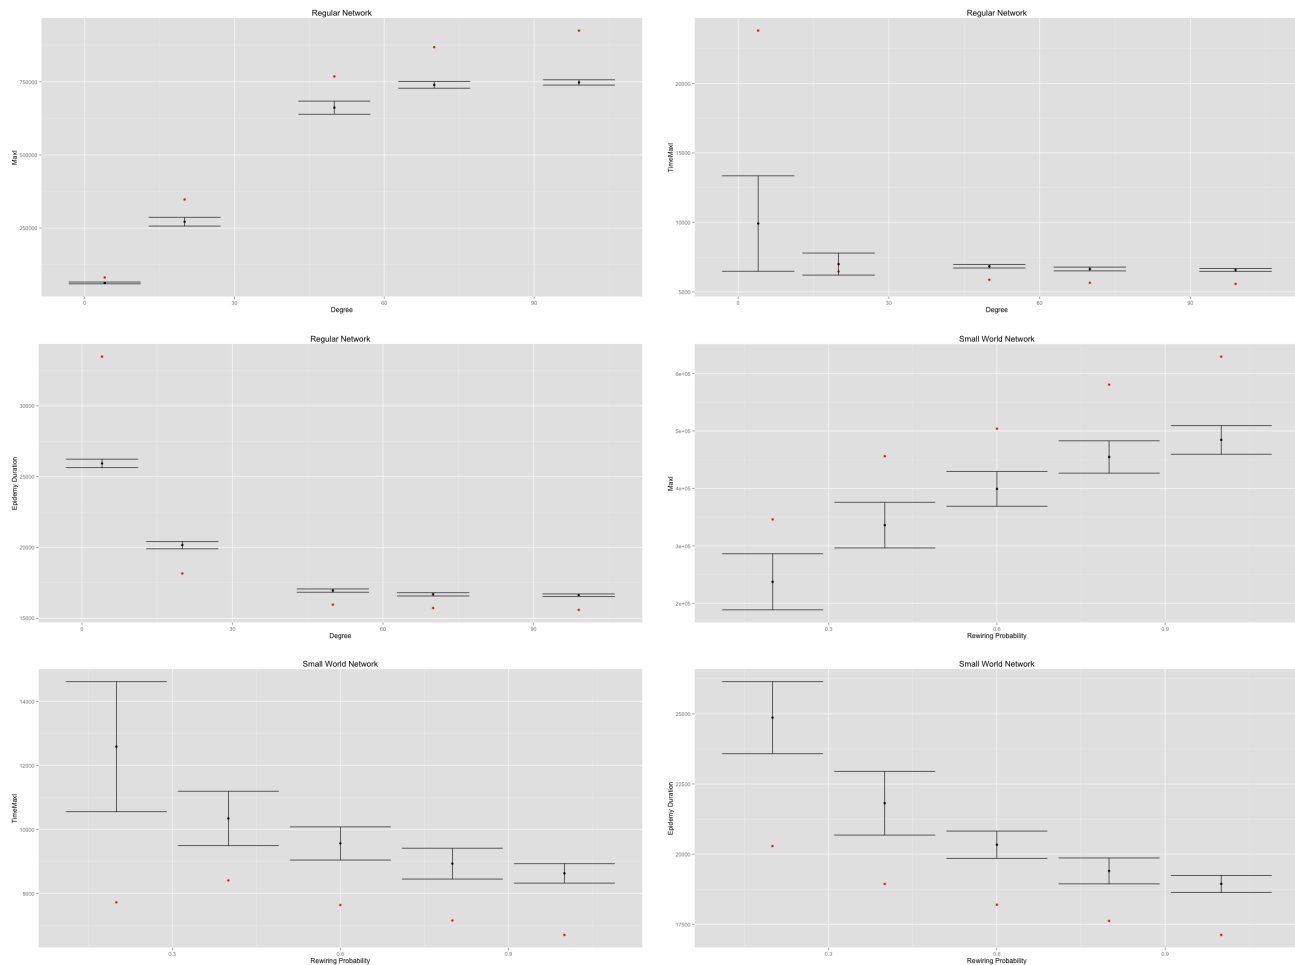 Regular Network
MaxI
750000
500000
250000
0
30
60
90
Degree
Regular Network
TimeMaxI
20000
15000
10000
5000
0
30
60
90
Degree
Regular Network
Epidemy Duration
30000
25000
20000
15000
0
30
60
90
Degree
Small World Network
MaxI
6e+05
5e+05
4e+05
3e+05
2e+05
0.3
0.6
0.9
Rewiring Probability
Small World Network
TimeMaxI
14000
12000
10000
8000
0.3
0.6
0.9
Rewiring Probability
Small World Network
Epidemy Duration
25000
22500
20000
17500
0.3
0.6
0.9
Rewiring Probability